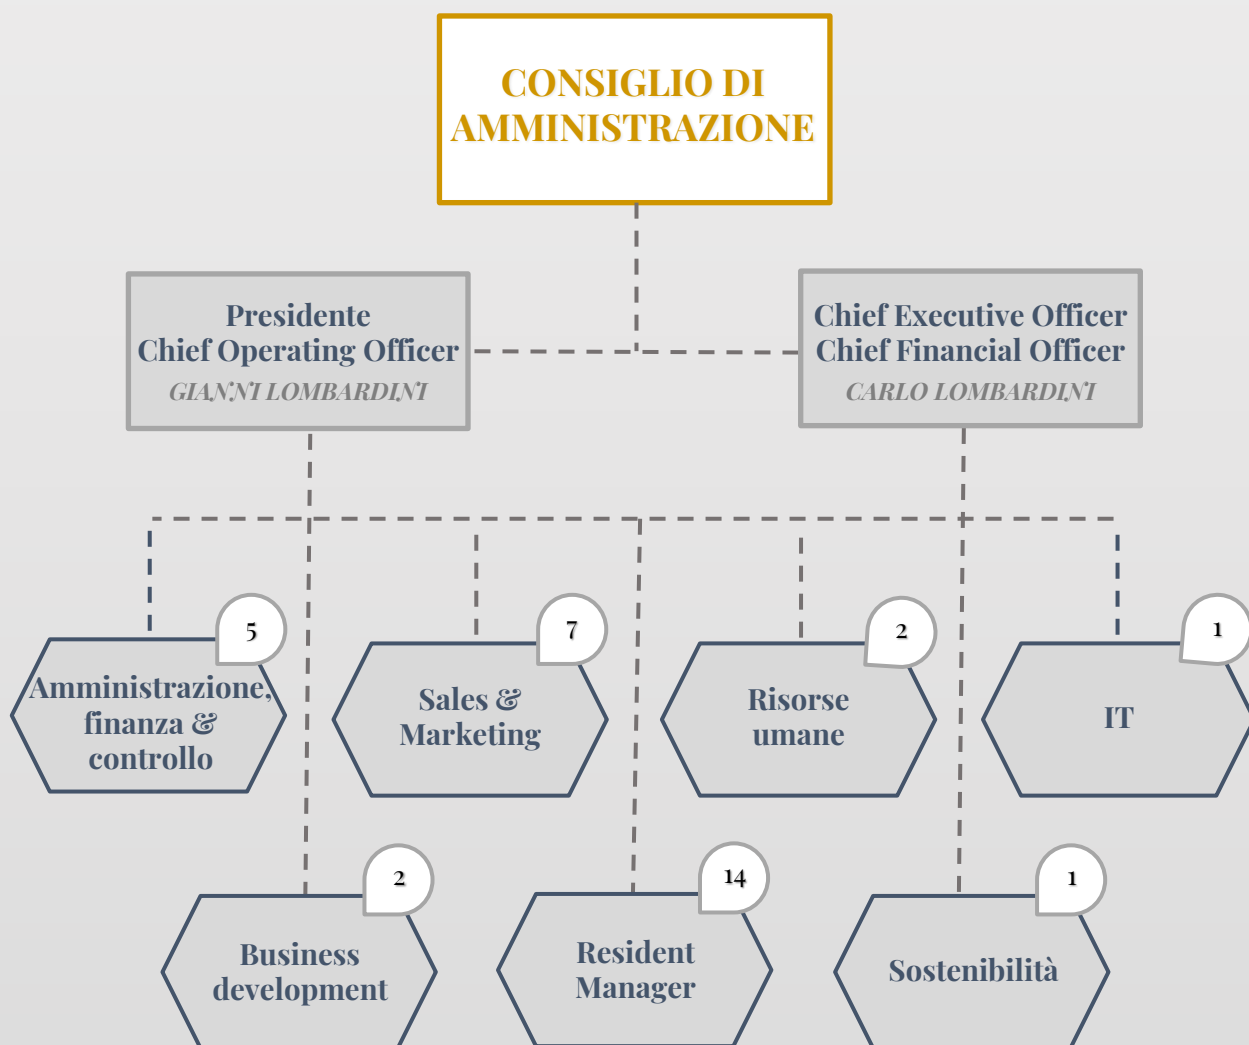 CONSIGLIO DI
AMMINISTRAZIONE
Presidente
Chief Operating Officer
GIANNI LOMBARDINI
Chief Executive Officer
Chief Financial Officer
CARLO LOMBARDINI
5
Amministrazione,
finanza &
controllo
7
Sales &
Marketing
2
Risorse
umane
1
IT
2
Business
development
14
Resident
Manager
1
Sostenibilità